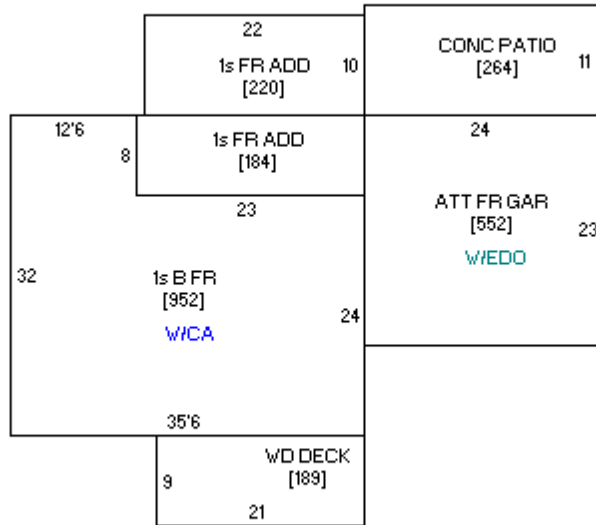 22
1s FR ADD
[220]
10
CONC PATIO
[264]
11
12'6
8
1s FR ADD
[184]
23
24
ATT FR GAR
[552]
W/EDO
23
32
1s B FR
[952]
W/CA
24
35'6
WD DECK
[189]
9
21